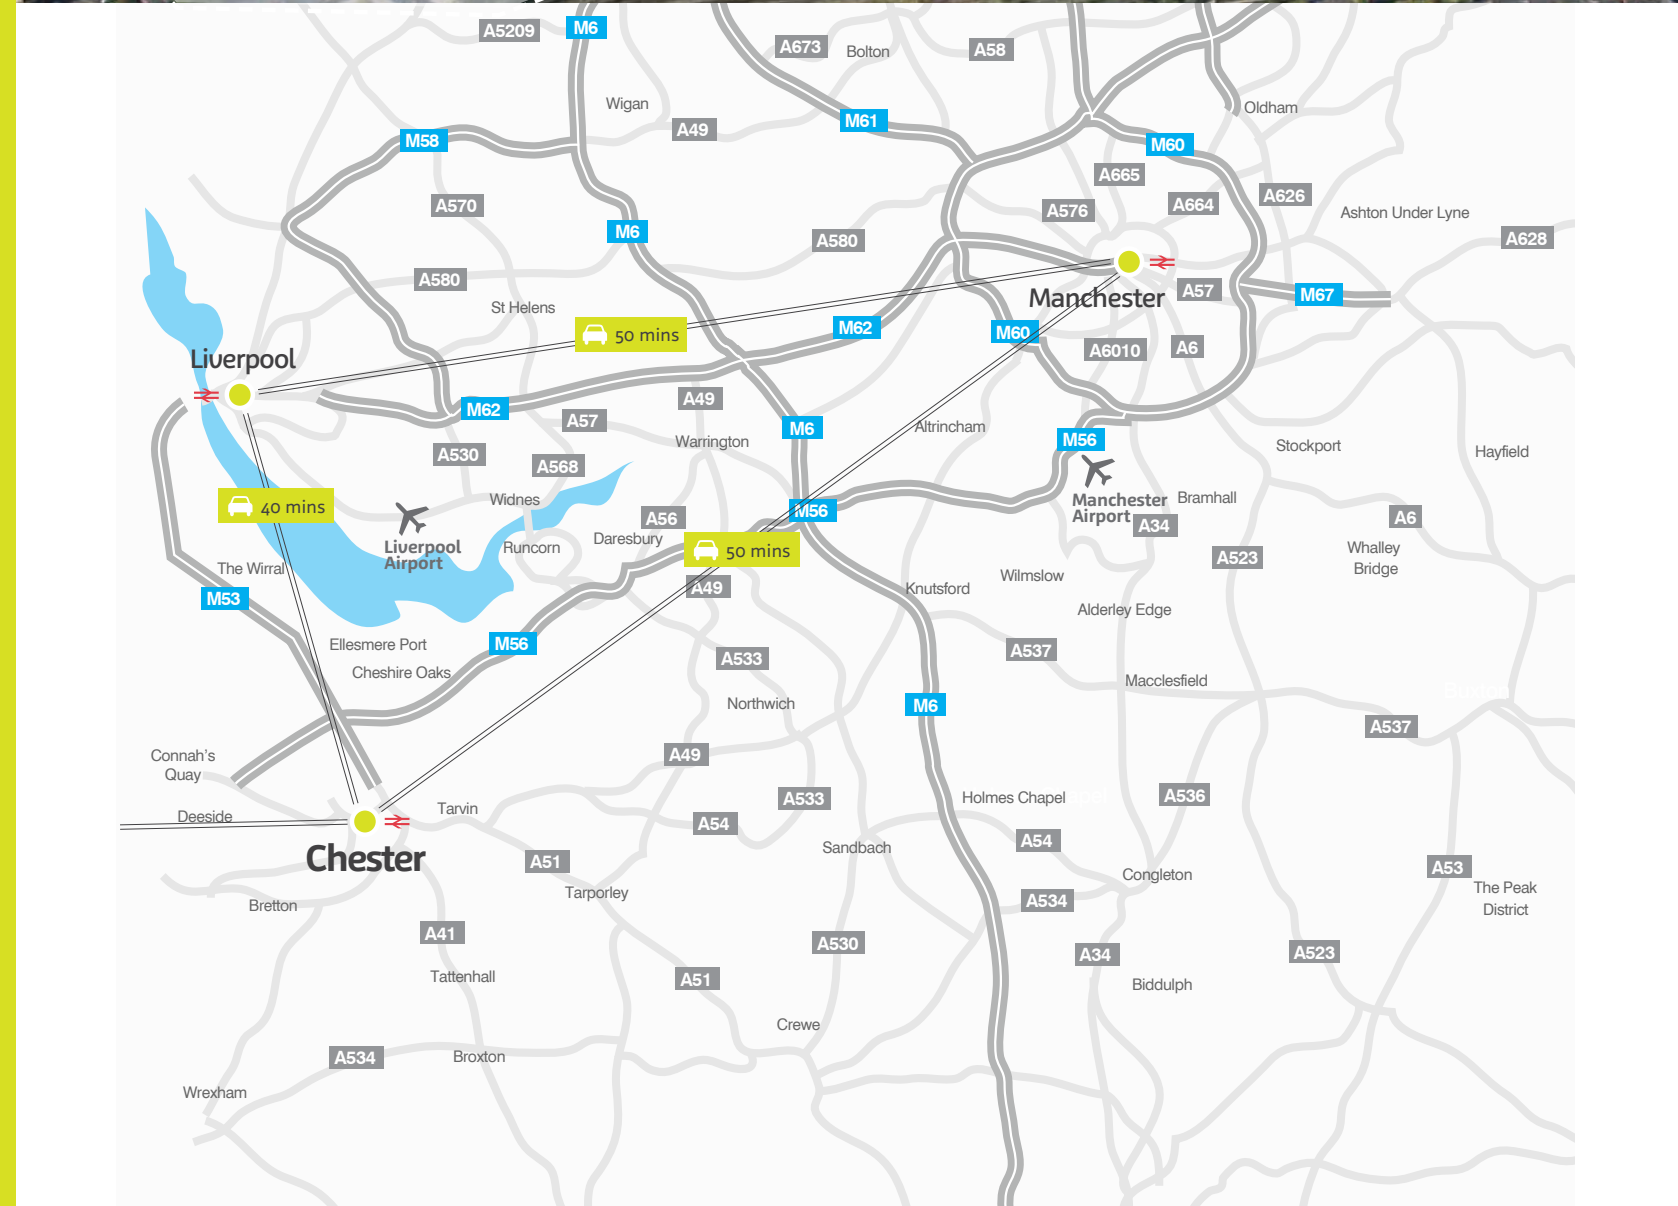 A5209
M6
A673
Bolton
A58
Wigan
Oldham
M61
A49
M58
M60
A665
A570
A576
A664
A626
Ashton Under Lyne
M6
A580
A628
A580
St Helens
Manchester
A57
M67
50 mins
M62
M60
Liverpool
A6010
A6
M62
A49
A57
M6
Altrincham
M56
Warrington
Stockport
Hayfield
A530
A568
Widnes
Manchester
Airport
Bramhall
40 mins
M56
A56
A34
A6
Liverpool
Airport
Runcorn
Daresbury
50 mins
A523
Whalley
Bridge
The Wirral
A49
Knutsford
Wilmslow
M53
Alderley Edge
Ellesmere Port
M56
A537
Cheshire Oaks
A533
Macclesfield
Buxton
Northwich
M6
A537
Connah's
Quay
A49
Deeside
Tarvin
A533
Holmes Chapel
A536
A54
A54
Chester
A51
Sandbach
Congleton
A53
Tarporley
The Peak
District
Bretton
A534
A41
A530
A34
A523
Tattenhall
A51
Biddulph
Crewe
A534
Broxton
Wrexham